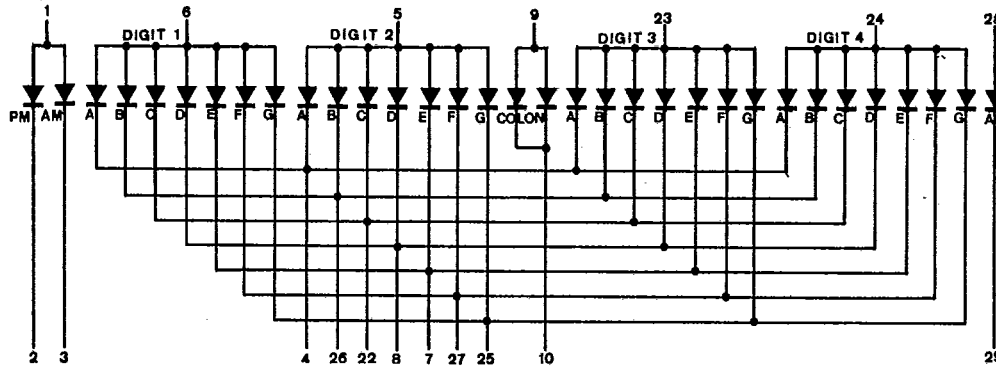 1 6 5 9 23 24 28
DIGIT 1 DIGIT 2 DIGIT 3 DIGIT 4
PM AM A B C D E F G A B C D E F G COLON A B C D E F G A B C D E F G A
2 3 4 26 22 8 7 27 25 10 29